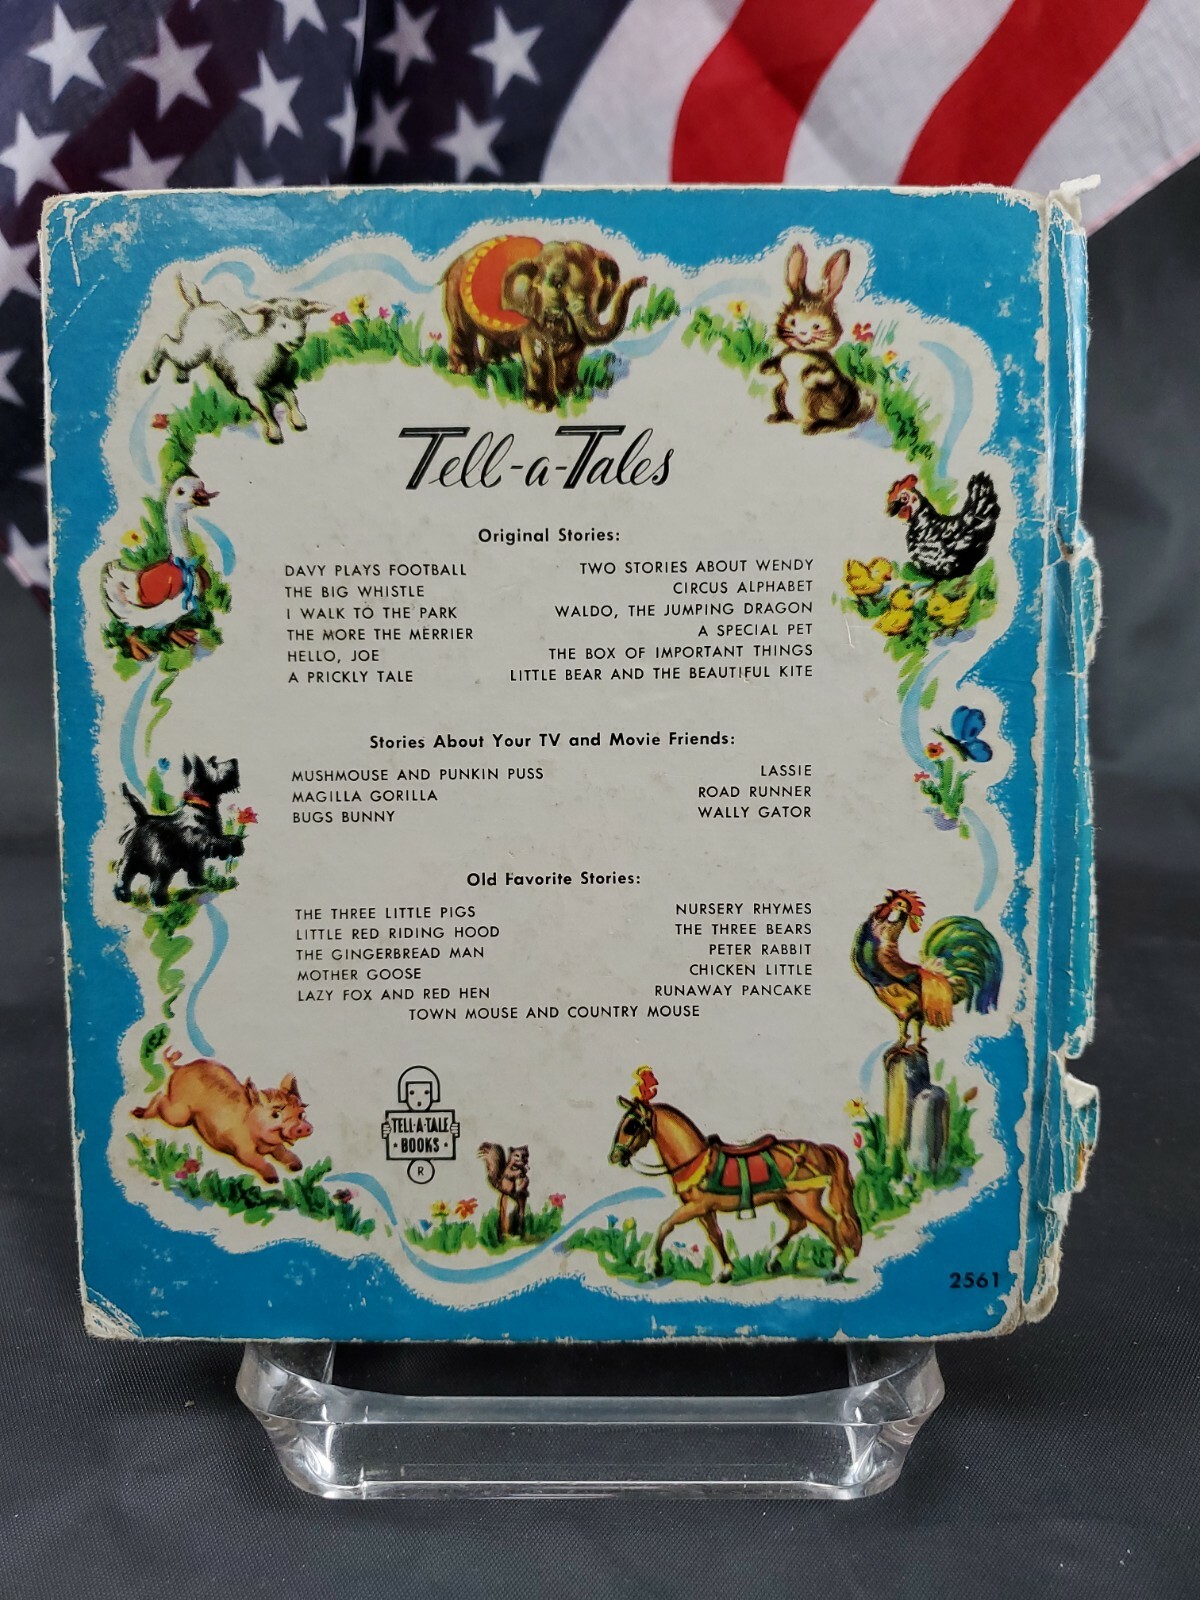 Tell-a-Tales
Original Stories:
DAVY PLAYS FOOTBALL
THE BIG WHISTLE
I WALK TO THE PARK
THE MORE THE MERRIER
HELLO, JOE
A PRICKLY TALE
TWO STORIES ABOUT WENDY
CIRCUS ALPHABET
WALDO, THE JUMPING DRAGON
A SPECIAL PET
THE BOX OF IMPORTANT THINGS
LITTLE BEAR AND THE BEAUTIFUL KITE
Stories About Your TV and Movie Friends:
MUSHMOUSE AND PUNKIN PUSS
MAGILLA GORILLA
BUGS BUNNY
LASSIE
ROAD RUNNER
WALLY GATOR
Old Favorite Stories:
THE THREE LITTLE PIGS
LITTLE RED RIDING HOOD
THE GINGERBREAD MAN
MOTHER GOOSE
LAZY FOX AND RED HEN
NURSERY RHYMES
THE THREE BEARS
PETER RABBIT
CHICKEN LITTLE
RUNAWAY PANCAKE
TOWN MOUSE AND COUNTRY MOUSE
TELL-A-TALE
• BOOKS •
R
2561